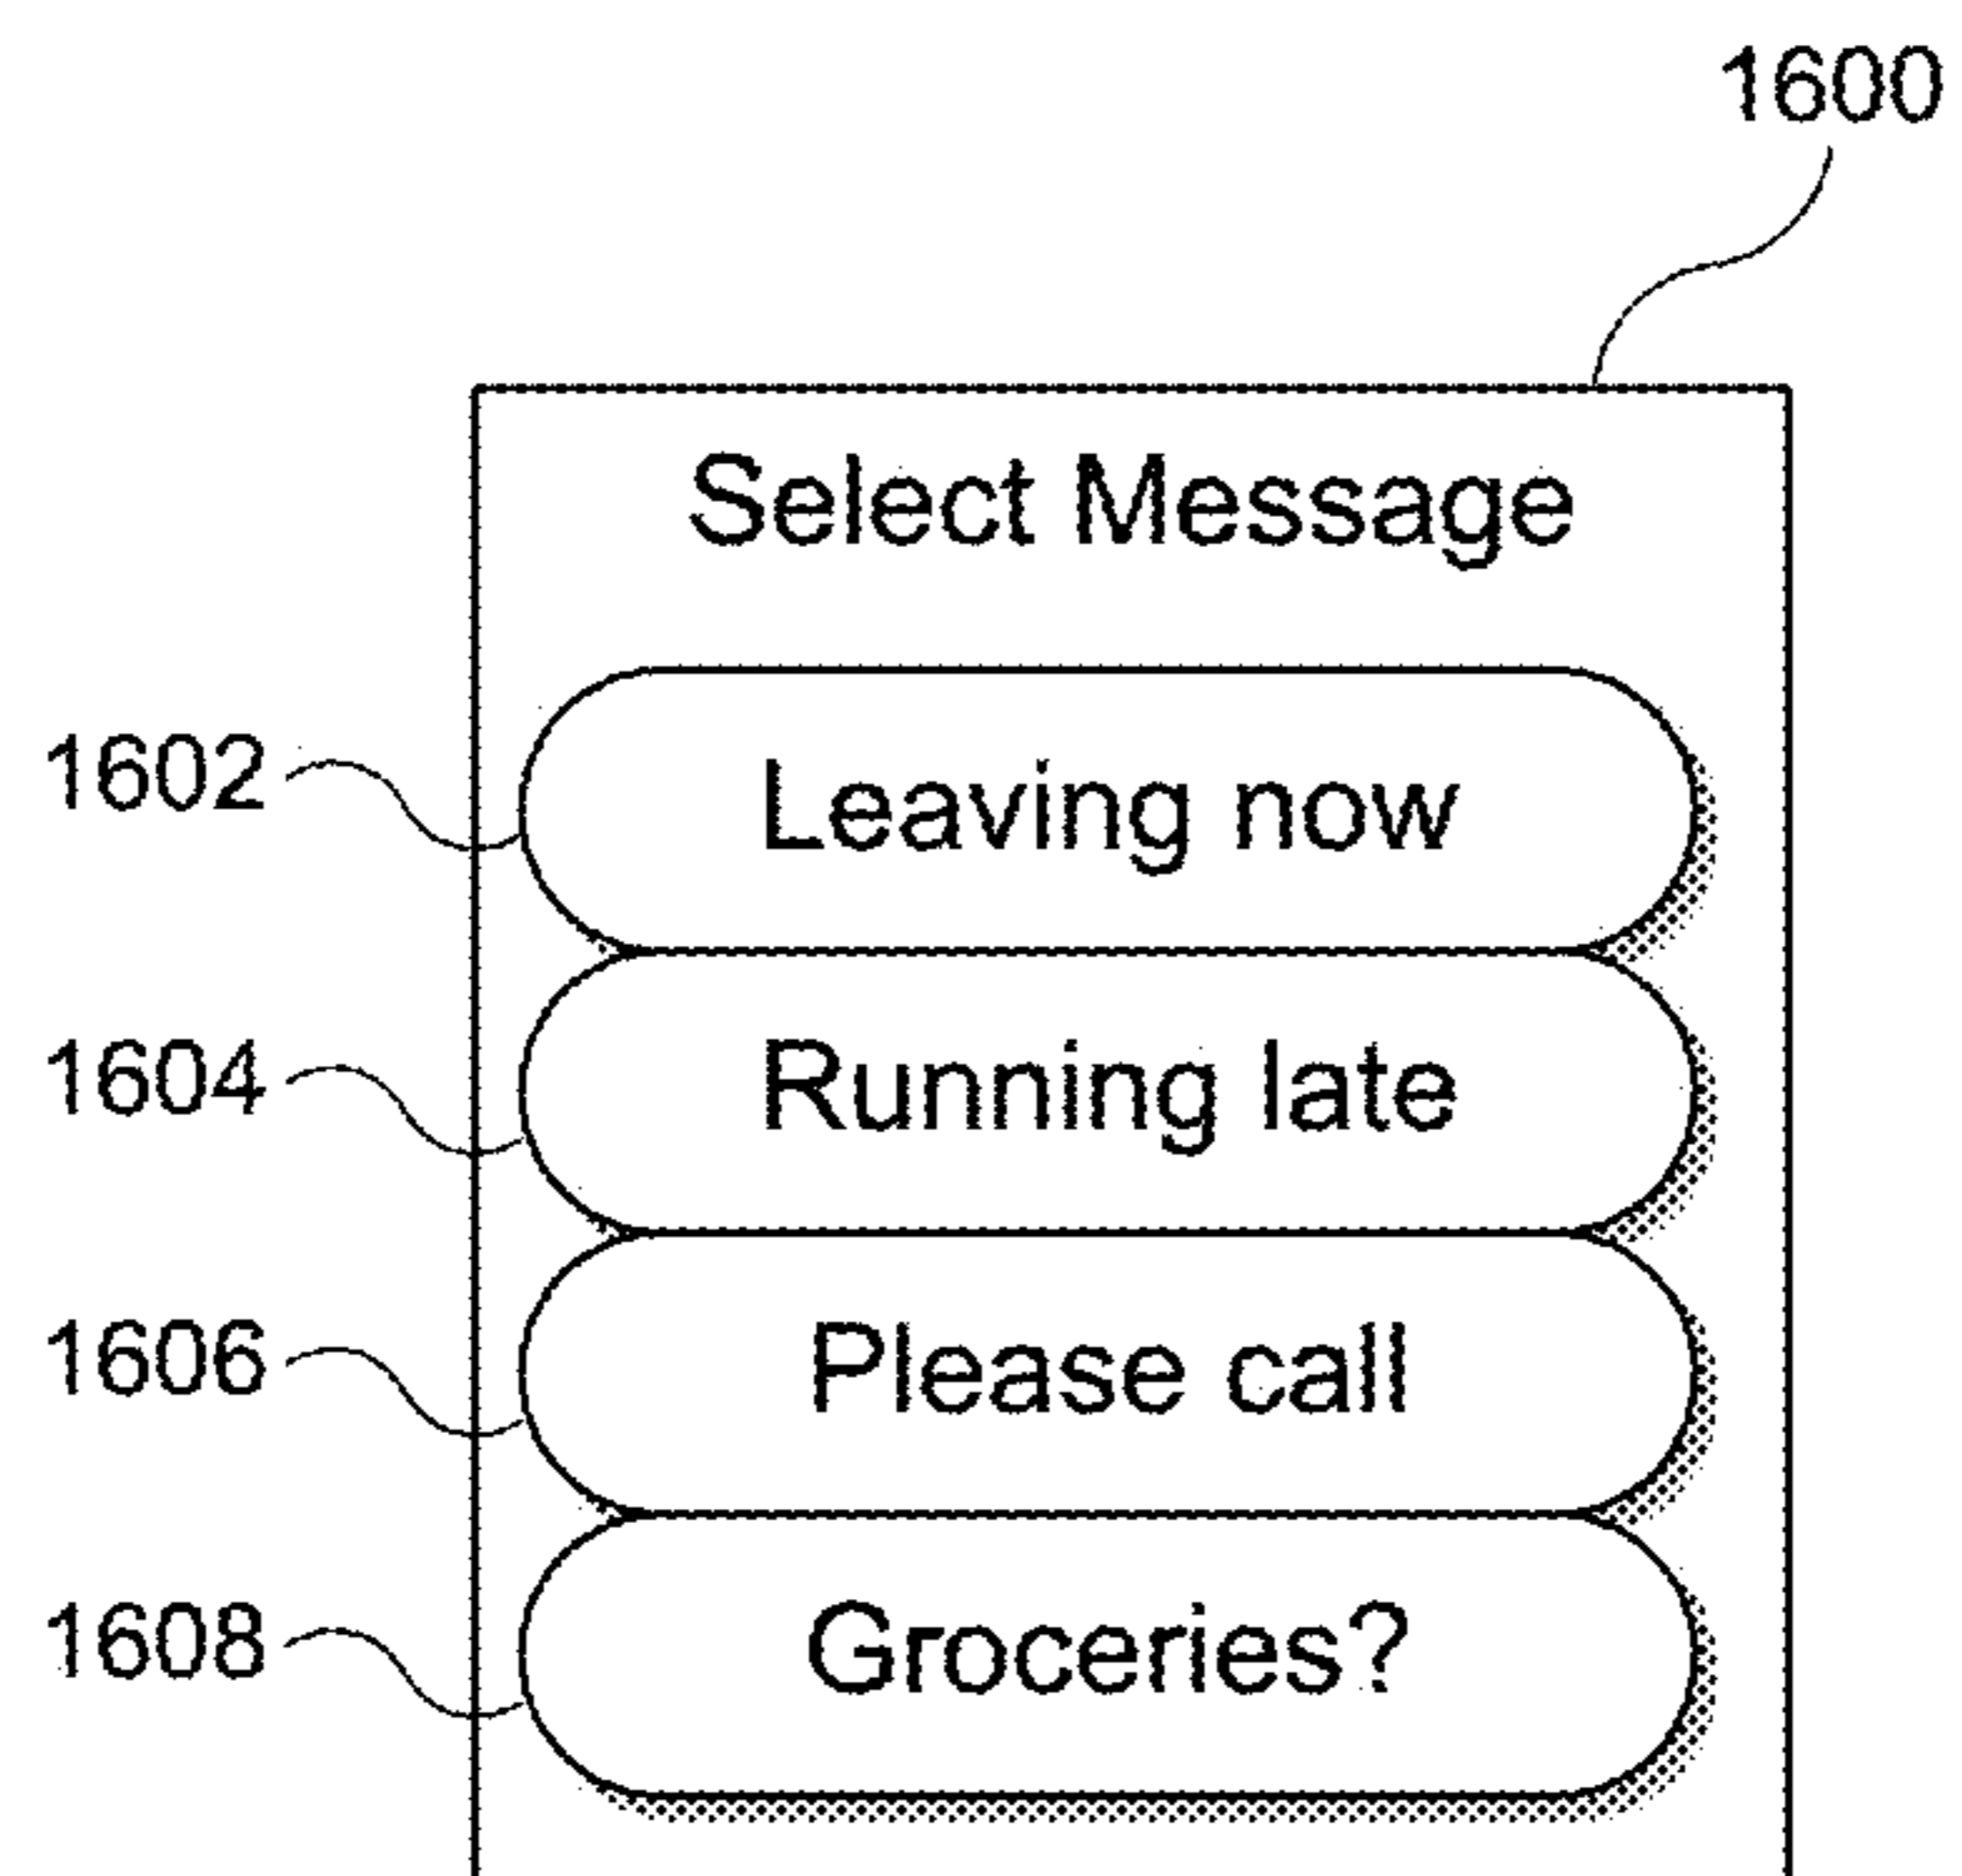 1600
Select Message
1602 Leaving now
1604 Running late
1606 Please call
1608 Groceries?